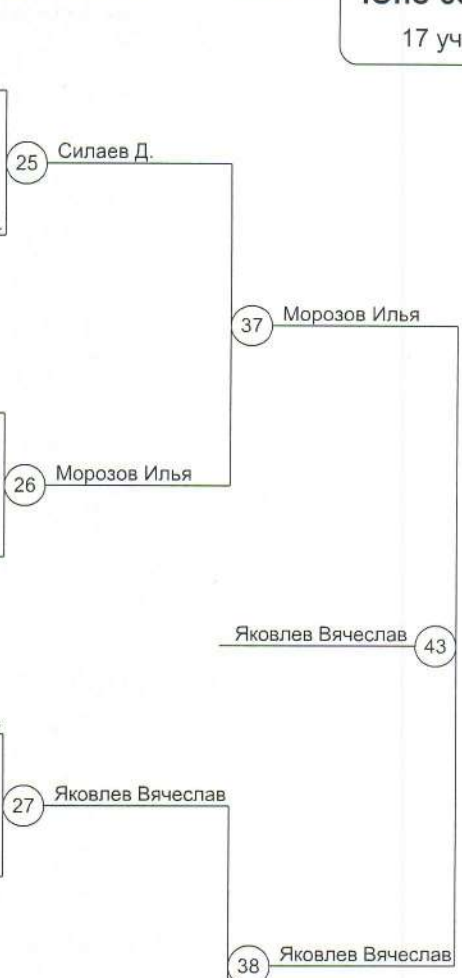 17 уч
25 Силаев Д.
37 Морозов Илья
26 Морозов Илья
Яковлев Вячеслав 43
27 Яковлев Вячеслав
38 Яковлев Вячеслав